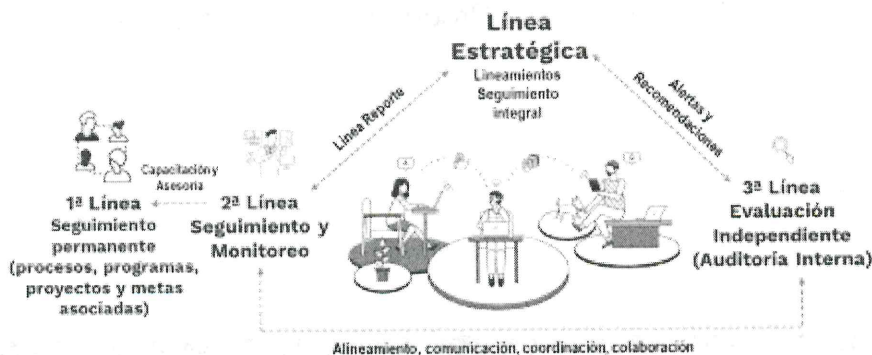 Línea
Estratégica
Lineamientos
Seguimiento
integral
Línea Reporte
Alertas y
Recomendaciones
Capacitación y
Asesoría
1ª Línea
Seguimiento
permanente
(procesos, programas,
proyectos y metas
asociadas)
2ª Línea
Seguimiento y
Monitoreo
3ª Línea
Evaluación
Independiente
(Auditoría Interna)
Alineamiento, comunicación, coordinación, colaboración